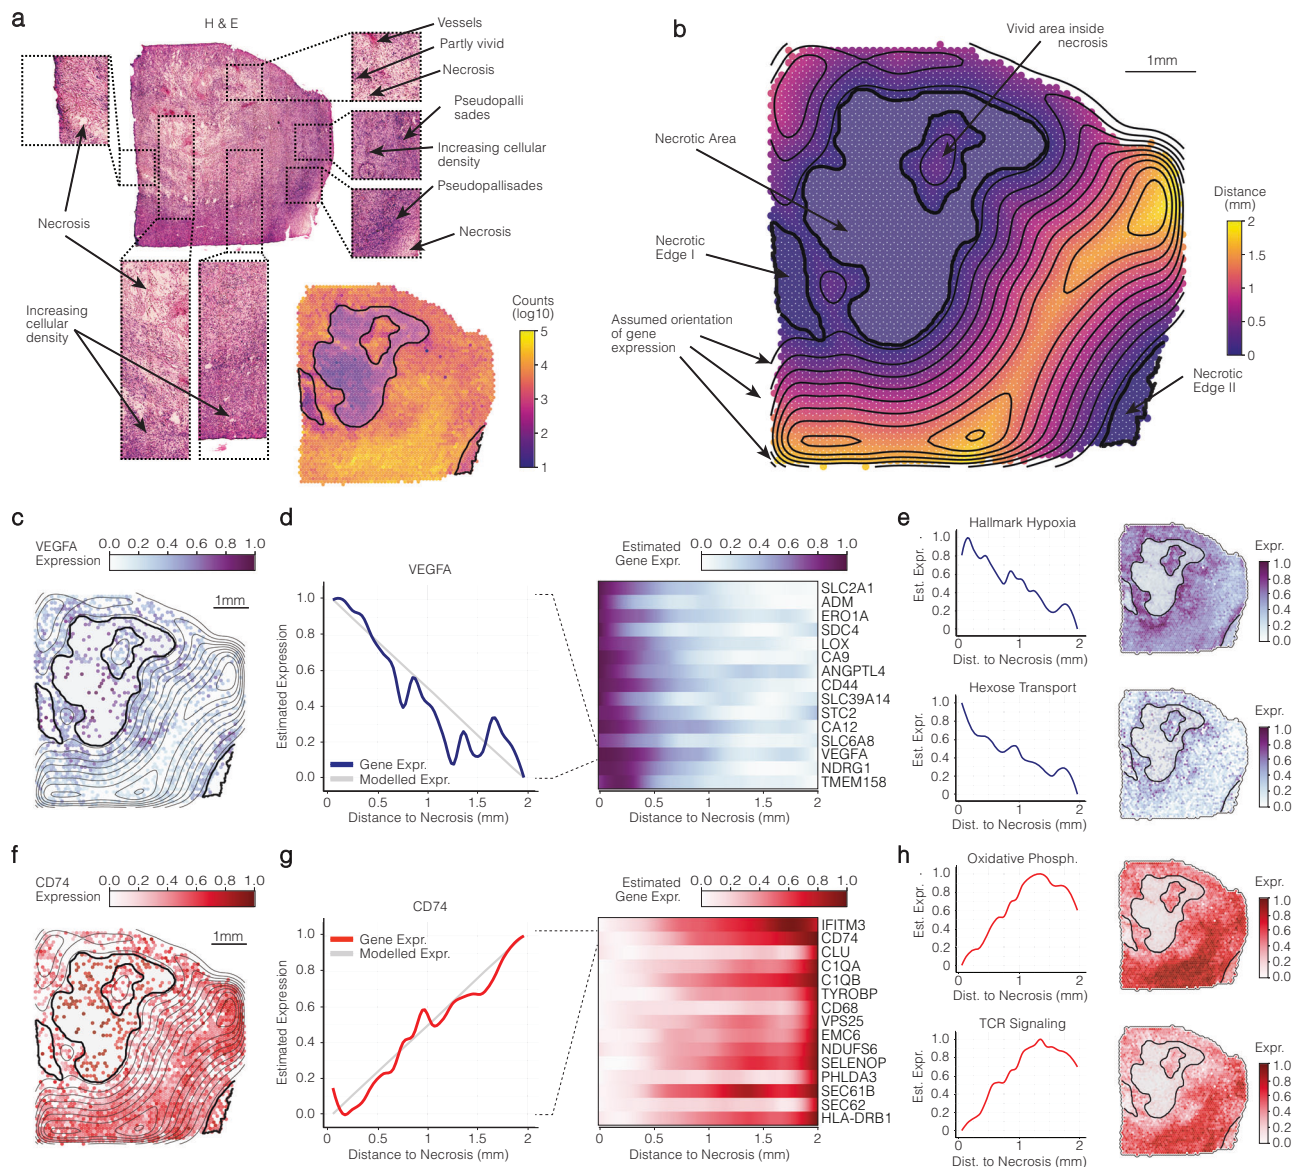 a
H & E
Vessels
Partly vivid
Necrosis
Pseudopalli
sades
Increasing cellular
density
Pseudopallisades
Necrosis
Necrosis
Increasing
cellular
density
Counts
(log10)
5
4
3
2
1
b
Vivid area inside
necrosis
1mm
Necrotic Area
Necrotic
Edge I
Assumed orientation
of gene
expression
Distance
(mm)
2
1.5
1
0.5
0
Necrotic
Edge II
c
VEGFA
Expression
0.0 0.2 0.4 0.6 0.8 1.0
1mm
d
VEGFA
Estimated Expression
1.0
0.8
0.6
0.4
0.2
0.0
Gene Expr.
Modelled Expr.
0 0.5 1 1.5 2
Distance to Necrosis (mm)
Estimated
Gene Expr.
0.0 0.2 0.4 0.6 0.8 1.0
SLC2A1
ADM
ERO1A
SDC4
LOX
CA9
ANGPTL4
CD44
SLC39A14
STC2
CA12
SLC6A8
VEGFA
NDRG1
TMEM158
0 0.5 1 1.5 2
Distance to Necrosis (mm)
e
Hallmark Hypoxia
Est. Expr. .
1.0
0.8
0.6
0.4
0.2
0
0 1 2
Dist. to Necrosis (mm)
Expr.
1.0
0.8
0.6
0.4
0.2
0.0
Hexose Transport
Est. Expr. .
1.0
0.8
0.6
0.4
0.2
0
0 1 2
Dist. to Necrosis (mm)
Expr.
1.0
0.8
0.6
0.4
0.2
0.0
f
CD74
Expression
0.0 0.2 0.4 0.6 0.8 1.0
1mm
g
CD74
Estimated Expression
1.0
0.8
0.6
0.4
0.2
0.0
Gene Expr.
Modelled Expr.
0 0.5 1 1.5 2
Distance to Necrosis (mm)
Estimated
Gene Expr.
0.0 0.2 0.4 0.6 0.8 1.0
IFITM3
CD74
CLU
C1QA
C1QB
TYROBP
CD68
VPS25
EMC6
NDUFS6
SELENOP
PHLDA3
SEC61B
SEC62
HLA-DRB1
0 0.5 1 1.5 2
Distance to Necrosis (mm)
h
Oxidative Phosph.
Est. Expr. .
1.0
0.8
0.6
0.4
0.2
0
0 1 2
Dist. to Necrosis (mm)
Expr.
1.0
0.8
0.6
0.4
0.2
0.0
TCR Signaling
Est. Expr.
1.0
0.8
0.6
0.4
0.2
0
0 1 2
Dist. to Necrosis (mm)
Expr.
1.0
0.8
0.6
0.4
0.2
0.0